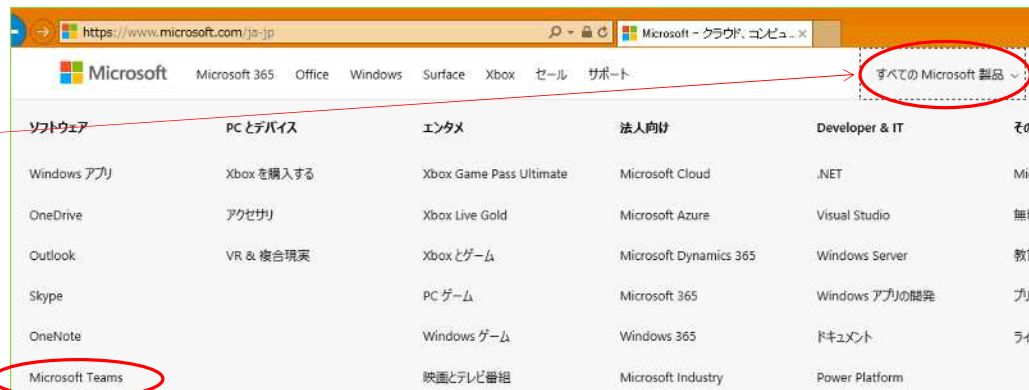 https://www.microsoft.com/ja-jp
Microsoft - クラウド、コンピュ...
Microsoft
Microsoft 365 Office Windows Surface Xbox セール サポート
すべての Microsoft 製品
ソフトウェア PC とデバイス エンタメ 法人向け Developer & IT そ
Windows アプリ Xbox を購入する Xbox Game Pass Ultimate Microsoft Cloud .NET Mi
OneDrive アクセサリ Xbox Live Gold Microsoft Azure Visual Studio 無
Outlook VR & 複合現実 Xbox とゲーム Microsoft Dynamics 365 Windows Server 教
Skype PC ゲーム Microsoft 365 Windows アプリの開発 プ
OneNote Windows ゲーム Windows 365 ドキュメント ライ
Microsoft Teams 映画とテレビ番組 Microsoft Industry Power Platform